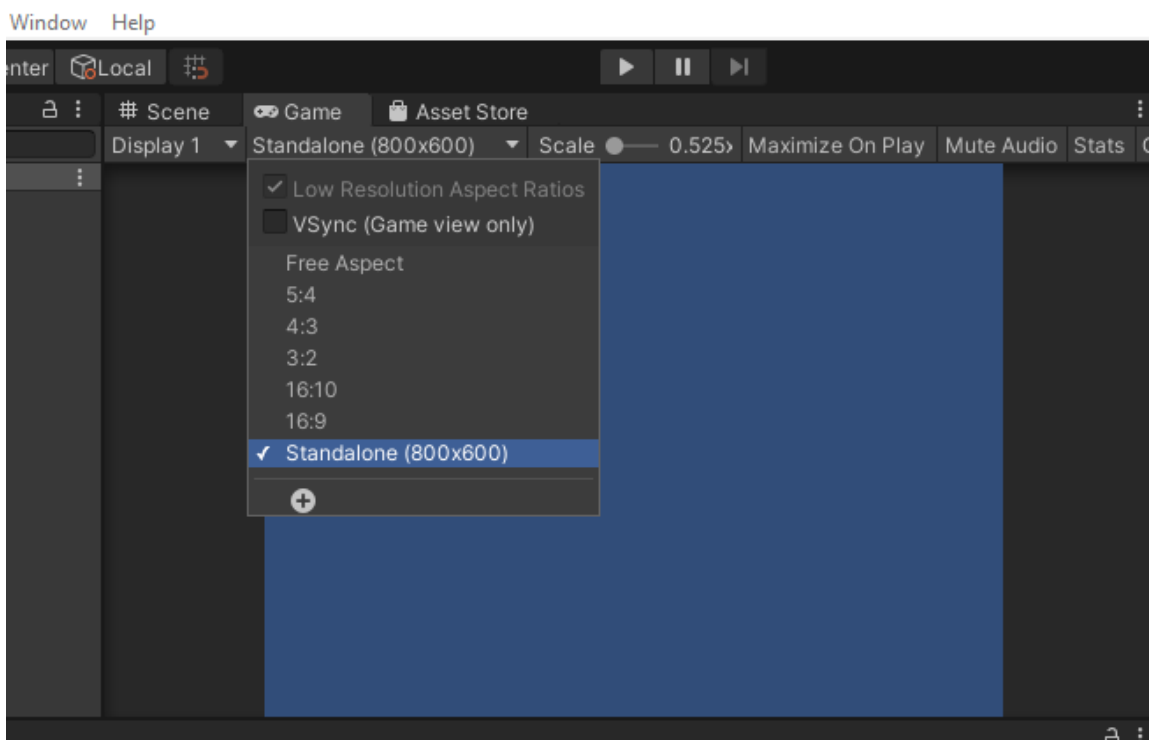 Window Help
enter Local
# Scene Game Asset Store
Display 1 Standalone (800x600) Scale 0.525x Maximize On Play Mute Audio Stats
Low Resolution Aspect Ratios
VSync (Game view only)
Free Aspect
5:4
4:3
3:2
16:10
16:9
Standalone (800x600)